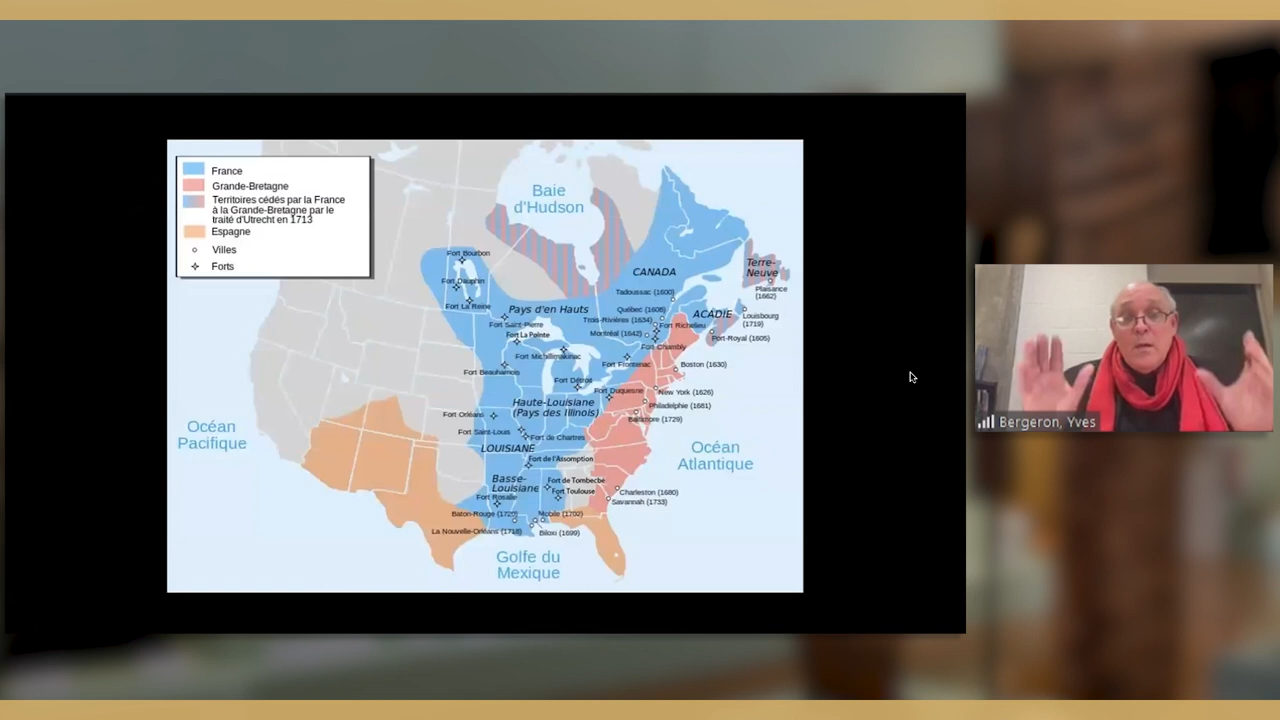 France
Grande-Bretagne
Territoires cédés par la France
à la Grande-Bretagne par le
traité d'Utrecht en 1713
Espagne
Villes
Forts
Baie
d'Hudson
Fort Bourbon
CANADA
Terre-
Neuve
Fort Dauphin
Tadoussac (1600)
Plaisance
(1662)
Fort La Reine
Pays d'en Hauts
Québec (1608)
ACADIE
Louisbourg
(1719)
Fort Saint-Pierre
Trois-Rivières (1634)
Fort Richelieu
Fort La Pointe
Montréal (1642)
Port-Royal (1605)
Fort Michillimakinac
Fort Chambly
Fort Beauharnois
Fort Frontenac
Boston (1630)
Fort Détroit
Fort Duquesne
New York (1626)
Haute-Louisiane
(Pays des Illinois)
Philadelphie (1681)
Fort Orléans
Baltimore (1729)
Océan
Pacifique
Fort Saint-Louis
Fort de Chartres
LOUISIANE
Océan
Atlantique
Fort de l'Assomption
Basse-
Louisiane
Fort de Tombecbé
Fort Toulouse
Fort Rosalie
Charleston (1680)
Savannah (1733)
Baton-Rouge (1720)
Mobile (1702)
La Nouvelle-Orléans (1718)
Biloxi (1699)
Golfe du
Mexique
Bergeron, Yves